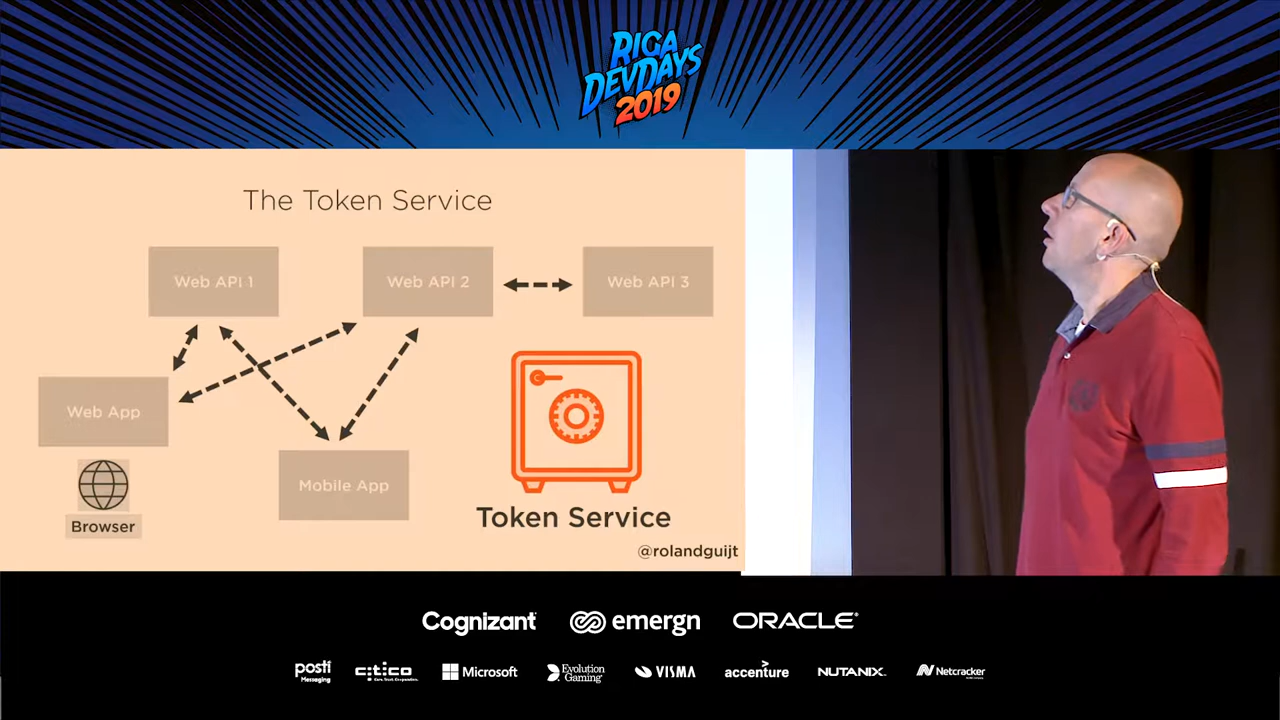 RIGA
DEVDAYS
2019
The Token Service
Web API 1
Web API 2
Web API 3
Web App
Mobile App
Browser
Token Service
@rolandguijt
Cognizant
emergn
ORACLE
posti
Messaging
citco
Microsoft
Evolution
Gaming
VISMA
accenture
NUTANIX
Netcracker